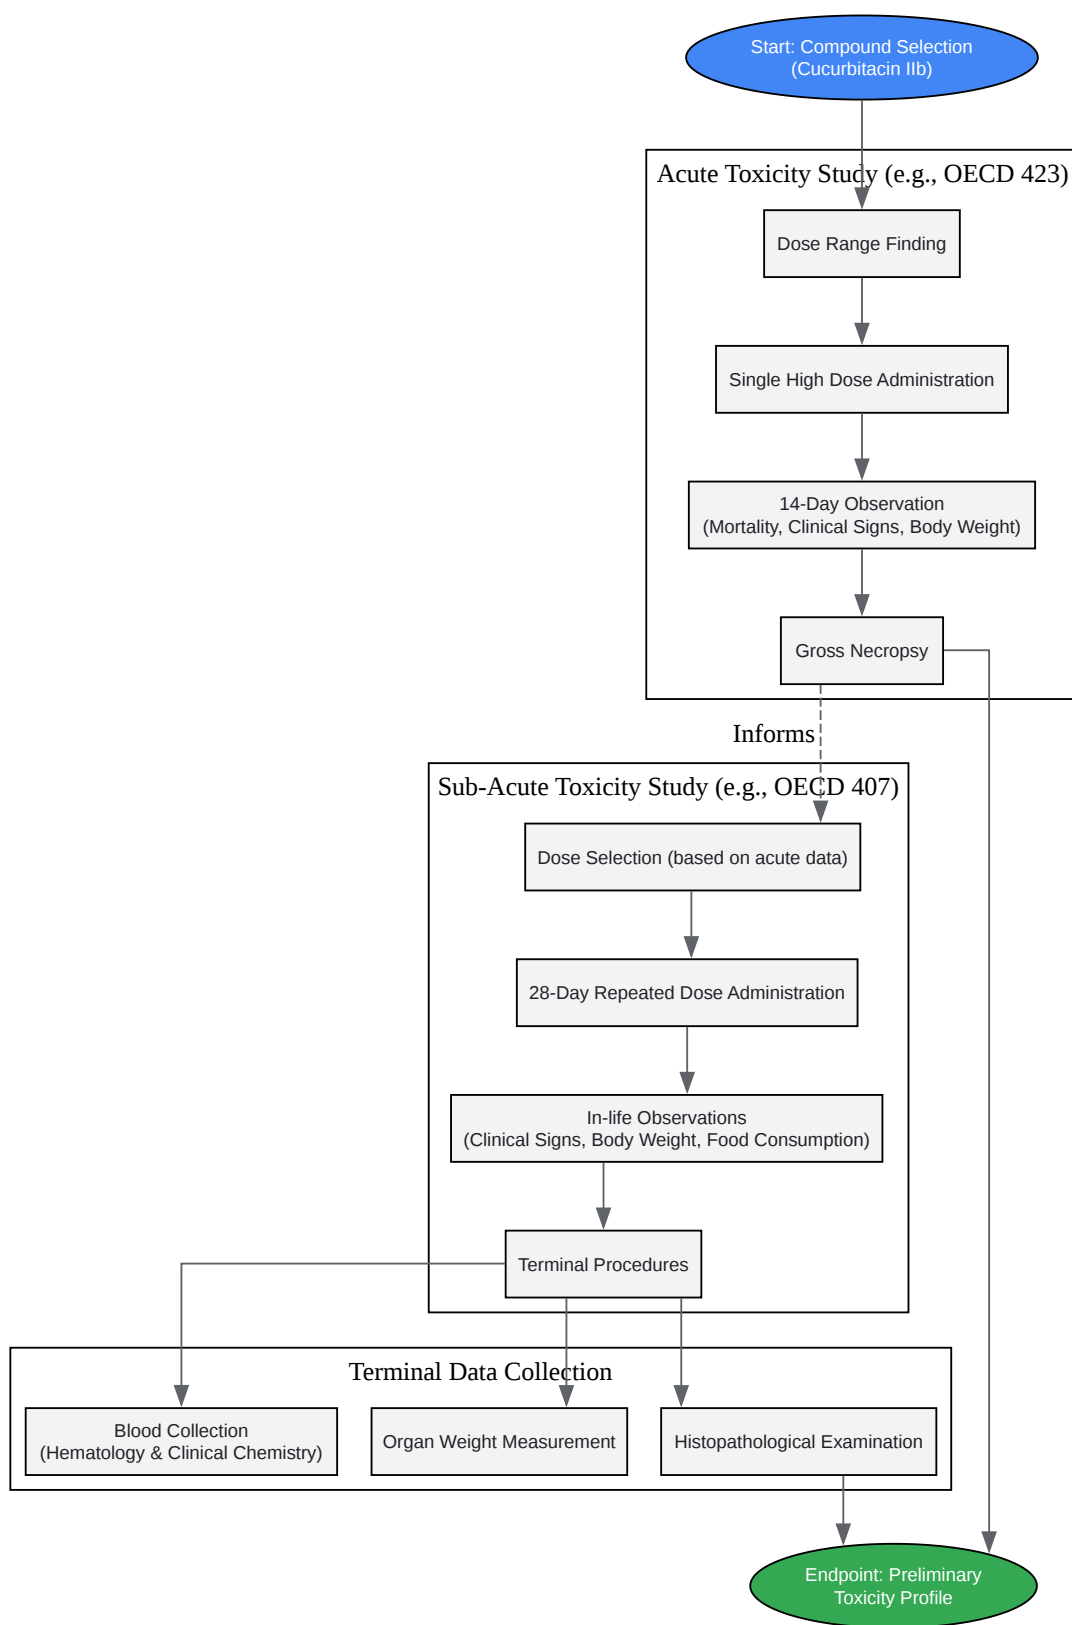 Start: Compound Selection
(Cucurbitacin IIb)
Acute Toxicity Study (e.g., OECD 423)
Dose Range Finding
Single High Dose Administration
14-Day Observation
(Mortality, Clinical Signs, Body Weight)
Gross Necropsy
Informs
Sub-Acute Toxicity Study (e.g., OECD 407)
Dose Selection (based on acute data)
28-Day Repeated Dose Administration
In-life Observations
(Clinical Signs, Body Weight, Food Consumption)
Terminal Procedures
Terminal Data Collection
Blood Collection
(Hematology & Clinical Chemistry)
Organ Weight Measurement
Histopathological Examination
Endpoint: Preliminary
Toxicity Profile